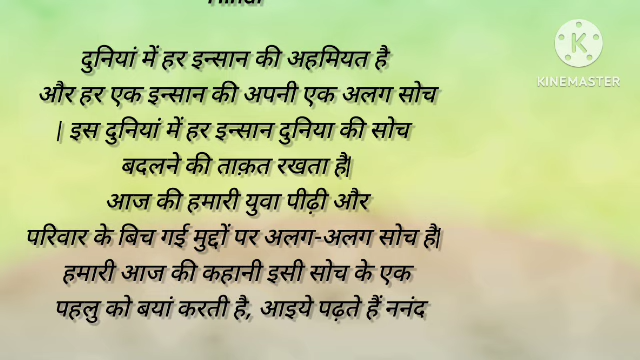 दुनियां में हर इन्सान की अहमियत है
और हर एक इन्सान की अपनी एक अलग सोच
| इस दुनियां में हर इन्सान दुनिया की सोच
बदलने की ताक़त रखता है|
आज की हमारी युवा पीढ़ी और
परिवार के बिच गई मुद्दों पर अलग-अलग सोच है|
हमारी आज की कहानी इसी सोच के एक
पहलु को बयां करती है, आइये पढ़ते हैं ननंद
KINEMASTER